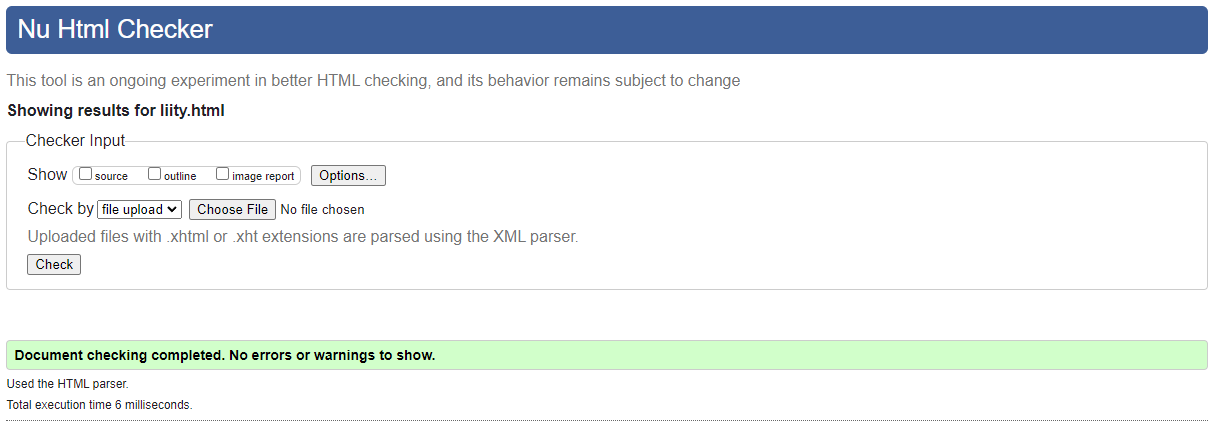 Nu Html Checker
This tool is an ongoing experiment in better HTML checking, and its behavior remains subject to change
Showing results for liity.html
Checker Input
Show source outline image report Options...
Check by file upload Choose File No file chosen
Uploaded files with .xhtml or .xht extensions are parsed using the XML parser.
Check
Document checking completed. No errors or warnings to show.
Used the HTML parser.
Total execution time 6 milliseconds.